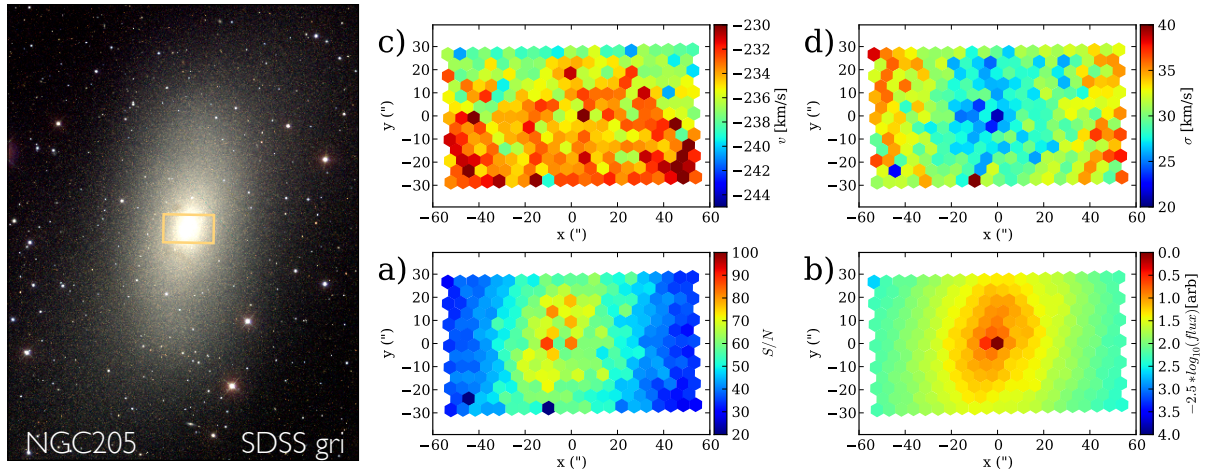 NGC205 SDSS gri
c)
30
20
10
0
−10
−20
−30
y (")
−60 −40 −20 0 20 40 60
x (")
−230
−232
−234
−236
−238
−240
−242
−244
v [km/s]
d)
30
20
10
0
−10
−20
−30
y (")
−60 −40 −20 0 20 40 60
x (")
40
35
30
25
20
σ [km/s]
a)
30
20
10
0
−10
−20
−30
y (")
−60 −40 −20 0 20 40 60
x (")
100
90
80
70
60
50
40
30
20
S/N
b)
30
20
10
0
−10
−20
−30
y (")
−60 −40 −20 0 20 40 60
x (")
0.0
0.5
1.0
1.5
2.0
2.5
3.0
3.5
4.0
−2.5*log₁₀(flux)[arb]